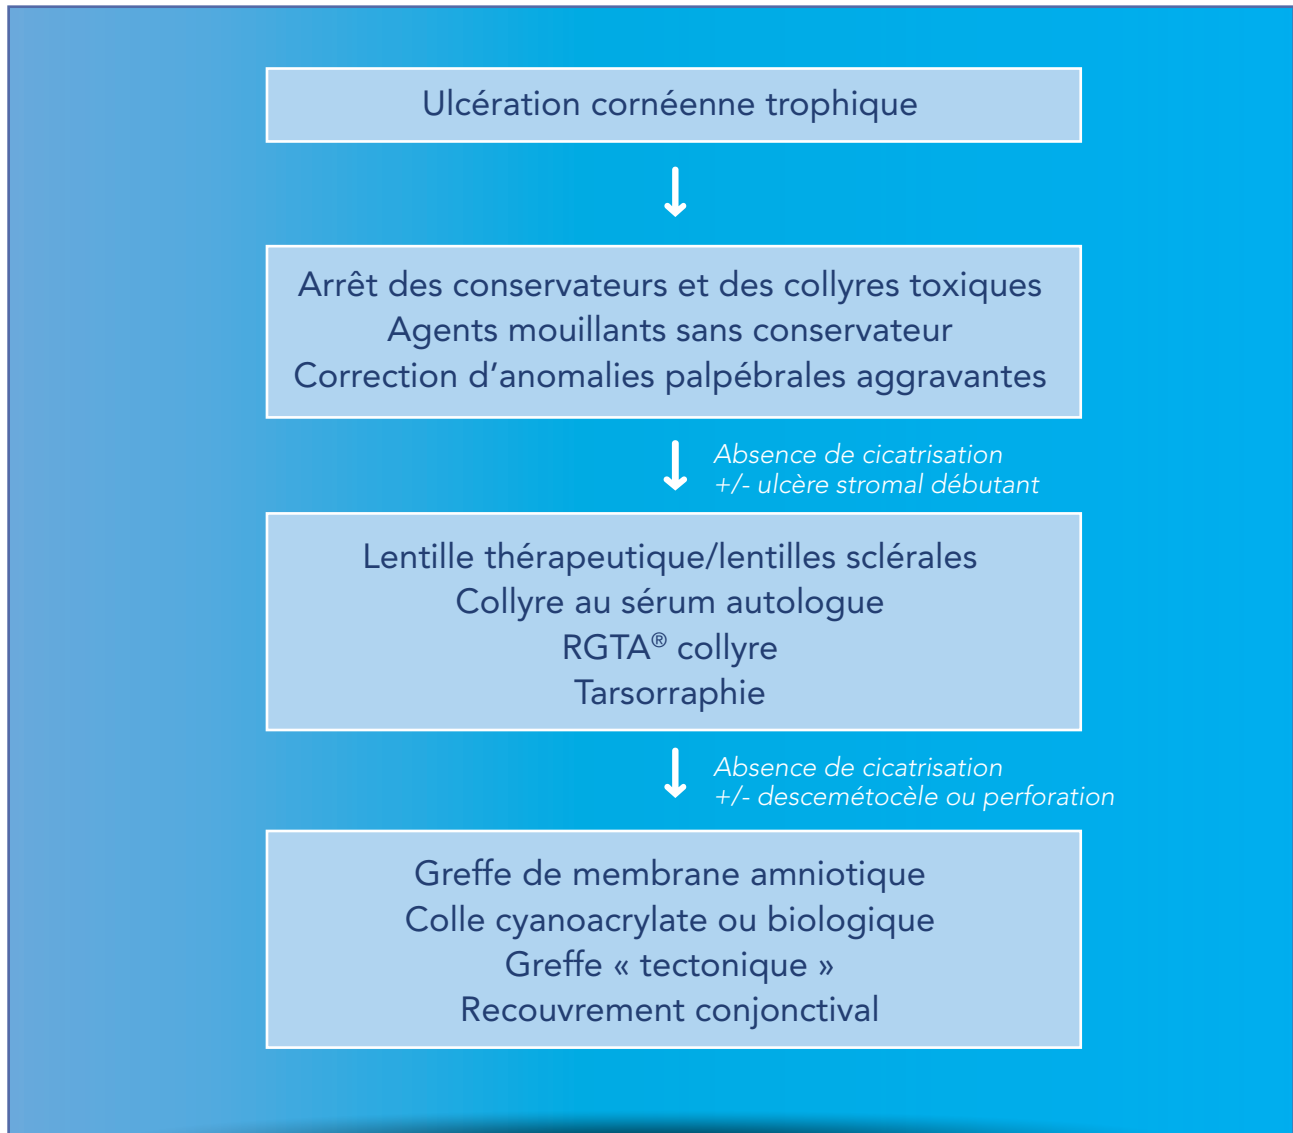 Ulcération cornéenne trophique
Arrêt des conservateurs et des collyres toxiques
Agents mouillants sans conservateur
Correction d’anomalies palpébrales aggravantes
Absence de cicatrisation
+/- ulcère stromal débutant
Lentille thérapeutique/lentilles sclérales
Collyre au sérum autologue
RGTA® collyre
Tarsorraphie
Absence de cicatrisation
+/- descemétocèle ou perforation
Greffe de membrane amniotique
Colle cyanoacrylate ou biologique
Greffe « tectonique »
Recouvrement conjonctival